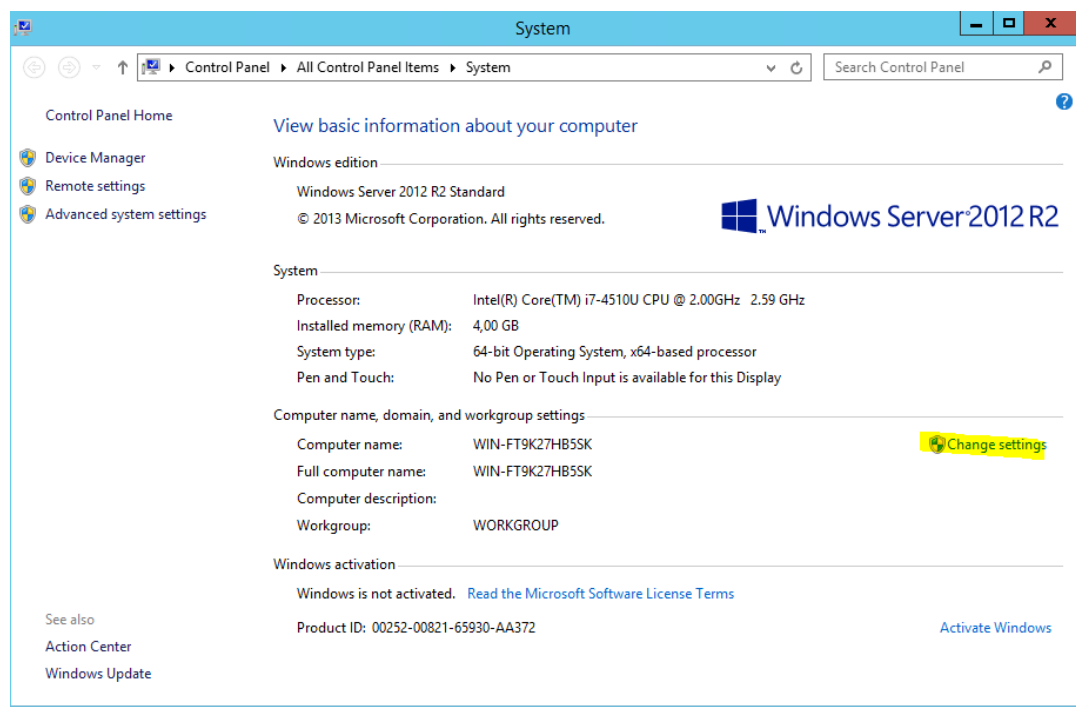 System
Control Panel All Control Panel Items System
Search Control Panel
Control Panel Home
Device Manager
Remote settings
Advanced system settings
View basic information about your computer
Windows edition
Windows Server 2012 R2 Standard
© 2013 Microsoft Corporation. All rights reserved.
Windows Server®2012 R2
System
Processor: Intel(R) Core(TM) i7-4510U CPU @ 2.00GHz 2.59 GHz
Installed memory (RAM): 4,00 GB
System type: 64-bit Operating System, x64-based processor
Pen and Touch: No Pen or Touch Input is available for this Display
Computer name, domain, and workgroup settings
Computer name: WIN-FT9K27HB5SK
Change settings
Full computer name: WIN-FT9K27HB5SK
Computer description:
Workgroup: WORKGROUP
Windows activation
Windows is not activated. Read the Microsoft Software License Terms
Product ID: 00252-00821-65930-AA372
Activate Windows
See also
Action Center
Windows Update